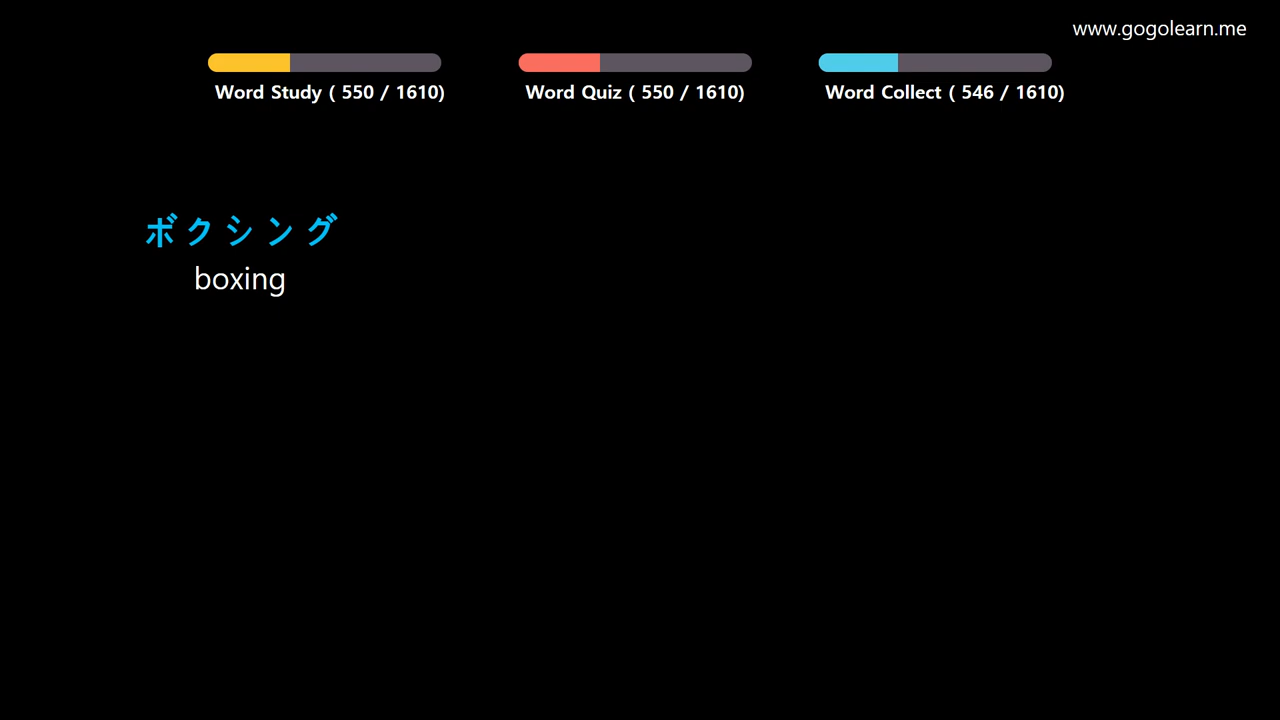 www.gogolearn.me
Word Study ( 550 / 1610)
Word Quiz ( 550 / 1610)
Word Collect ( 546 / 1610)
ボクシング
boxing